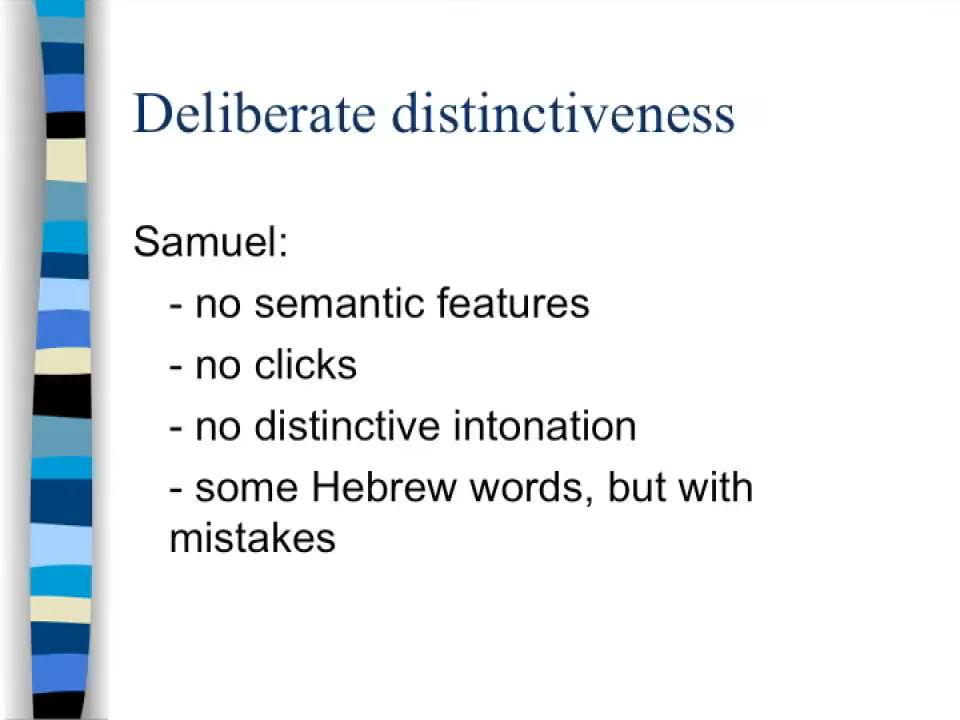 Deliberate distinctiveness
Samuel:
- no semantic features
- no clicks
- no distinctive intonation
- some Hebrew words, but with
mistakes